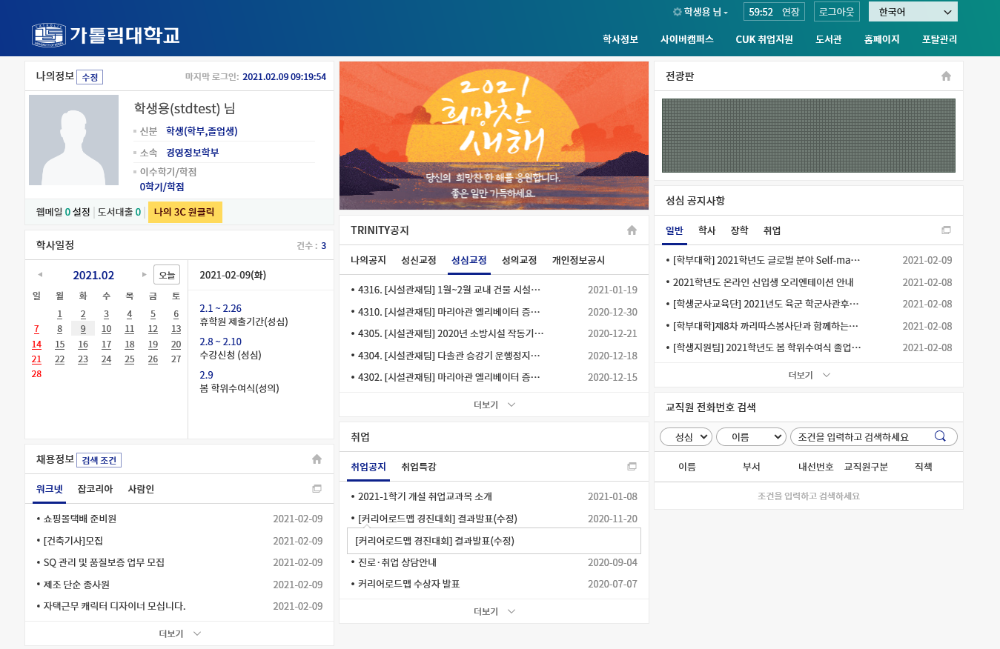 학생용 님
59:52 연장
로그아웃
한국어
가톨릭대학교
학사정보 사이버캠퍼스 CUK 취업지원 도서관 홈페이지 포탈관리
나의정보 수정
마지막 로그인: 2021.02.09 09:19:54
학생용(stdtest) 님
신분 학생(학부,졸업생)
소속 경영정보학부
이수학기/학점
0학기/학점
웹메일 0 설정 도서대출 0 나의 3C 원클릭
학사일정
건수 : 3
2021.02 오늘
일 월 화 수 목 금 토
1 2 3 4 5 6
7 8 9 10 11 12 13
14 15 16 17 18 19 20
21 22 23 24 25 26 27
28
2021-02-09(화)
2.1 ~ 2.26
휴학원 제출기간(성심)
2.8 ~ 2.10
수강신청 (성심)
2.9
봄 학위수여식(성의)
채용정보 검색 조건
워크넷 잡코리아 사람인
• 쇼핑몰택배 준비원 2021-02-09
• [건축기사]모집 2021-02-09
• SQ 관리 및 품질보증 업무 모집 2021-02-09
• 제조 단순 종사원 2021-02-09
• 자택근무 캐릭터 디자이너 모십니다. 2021-02-09
더보기
2021
희망찬
새해
당신의 희망찬 한 해를 응원합니다.
좋은 일만 가득하세요.
TRINITY공지
나의공지 성신교정 성심교정 성의교정 개인정보공시
• 4316. [시설관재팀] 1월~2월 교내 건물 시설… 2021-01-19
• 4310. [시설관재팀] 마리아관 엘리베이터 증… 2020-12-30
• 4305. [시설관재팀] 2020년 소방시설 작동기… 2020-12-21
• 4304. [시설관재팀] 다솔관 승강기 운행정지… 2020-12-18
• 4302. [시설관재팀] 마리아관 엘리베이터 증… 2020-12-15
더보기
취업
취업공지 취업특강
• 2021-1학기 개설 취업교과목 소개 2021-01-08
• [커리어로드맵 경진대회] 결과발표(수정) 2020-11-20
[커리어로드맵 경진대회] 결과발표(수정)
• 진로·취업 상담안내 2020-09-04
• 커리어로드맵 수상자 발표 2020-07-07
더보기
전광판
성심 공지사항
일반 학사 장학 취업
• [학부대학] 2021학년도 글로벌 분야 Self-ma… 2021-02-09
• 2021학년도 온라인 신입생 오리엔테이션 안내 2021-02-08
• [학생군사교육단] 2021년도 육군 학군사관후… 2021-02-08
• [학부대학]제8차 까리따스봉사단과 함께하는… 2021-02-08
• [학생지원팀] 2021학년도 봄 학위수여식 졸업… 2021-02-08
더보기
교직원 전화번호 검색
성심 이름 조건을 입력하고 검색하세요
이름 부서 내선번호 교직원구분 직책
조건을 입력하고 검색하세요